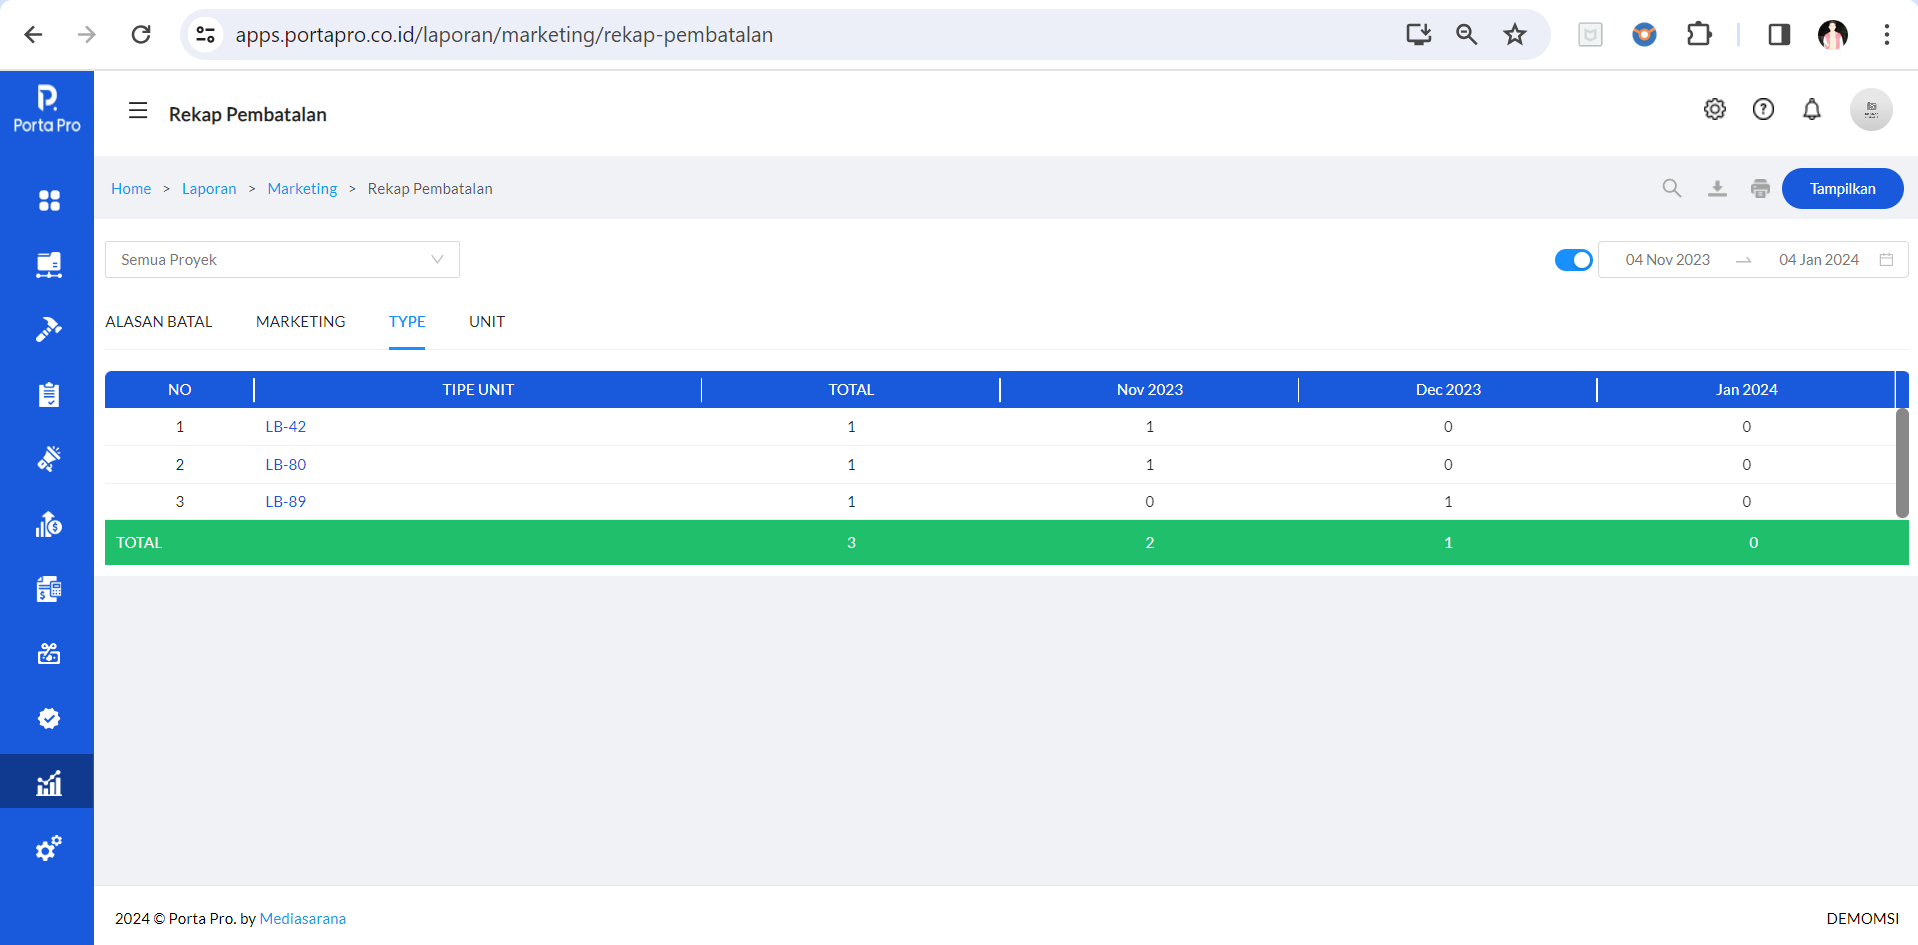 apps.portapro.co.id/laporan/marketing/rekap-pembatalan
Porta Pro
Rekap Pembatalan
Home > Laporan > Marketing > Rekap Pembatalan
Tampilkan
Semua Proyek
04 Nov 2023 → 04 Jan 2024
ALASAN BATAL MARKETING TYPE UNIT
NO TIPE UNIT TOTAL Nov 2023 Dec 2023 Jan 2024
1 LB-42 1 1 0 0
2 LB-80 1 1 0 0
3 LB-89 1 0 1 0
TOTAL 3 2 1 0
2024 © Porta Pro. by Mediasarana
DEMOMSI